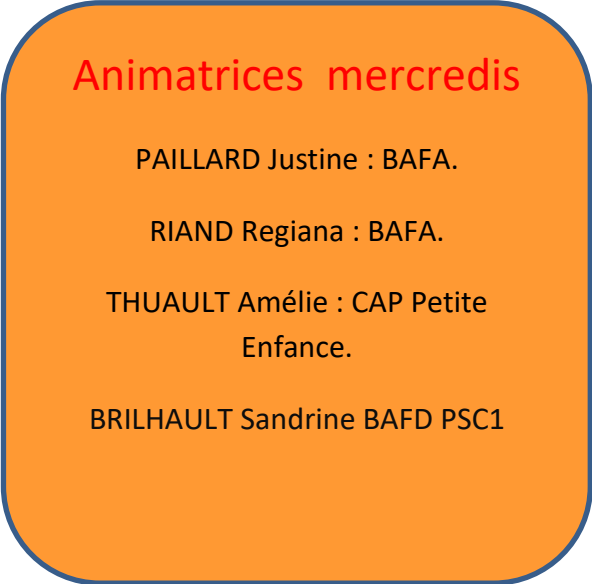 Animatrices mercredis
PAILLARD Justine : BAFA.
RIAND Regiana : BAFA.
THUAULT Amélie : CAP Petite
Enfance.
BRILHAULT Sandrine BAFD PSC1